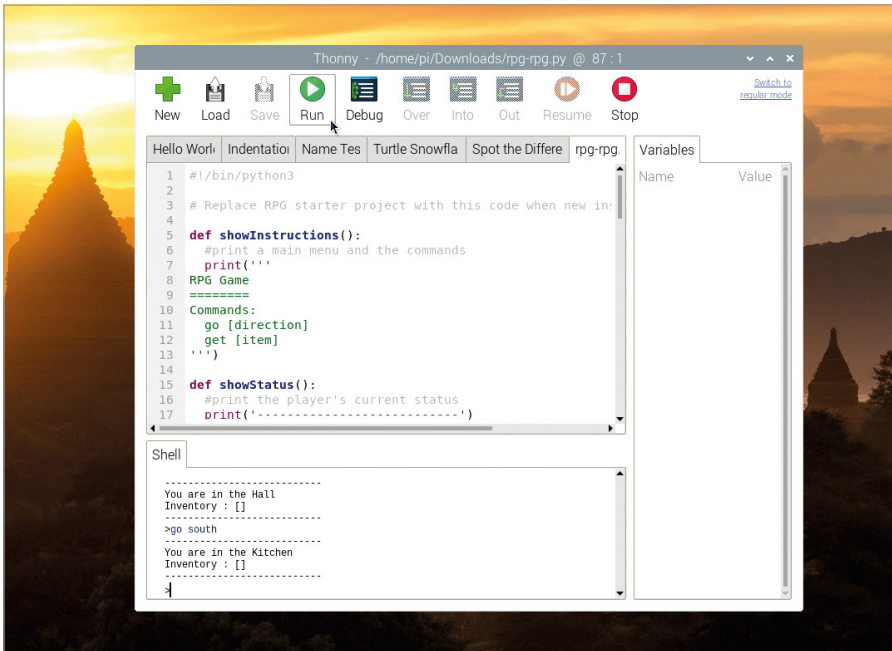 Thonny - /home/pi/Downloads/rpg-rpg.py @ 87 : 1
New Load Save Run Debug Over Into Out Resume Stop
Switch to
regular mode
Hello Worl Indentatio Name Tes Turtle Snowfla Spot the Differe rpg-rpg.
1 #!/bin/python3
2
3 # Replace RPG starter project with this code when new in
4
5 def showInstructions():
6 #print a main menu and the commands
7 print('''
8 RPG Game
9 ========
10 Commands:
11 go [direction]
12 get [item]
13 ''')
14
15 def showStatus():
16 #print the player's current status
17 print('---------------------------')
Variables
Name Value
Shell
---------------------------
You are in the Hall
Inventory : []
---------------------------
>go south
---------------------------
You are in the Kitchen
Inventory : []
---------------------------
>